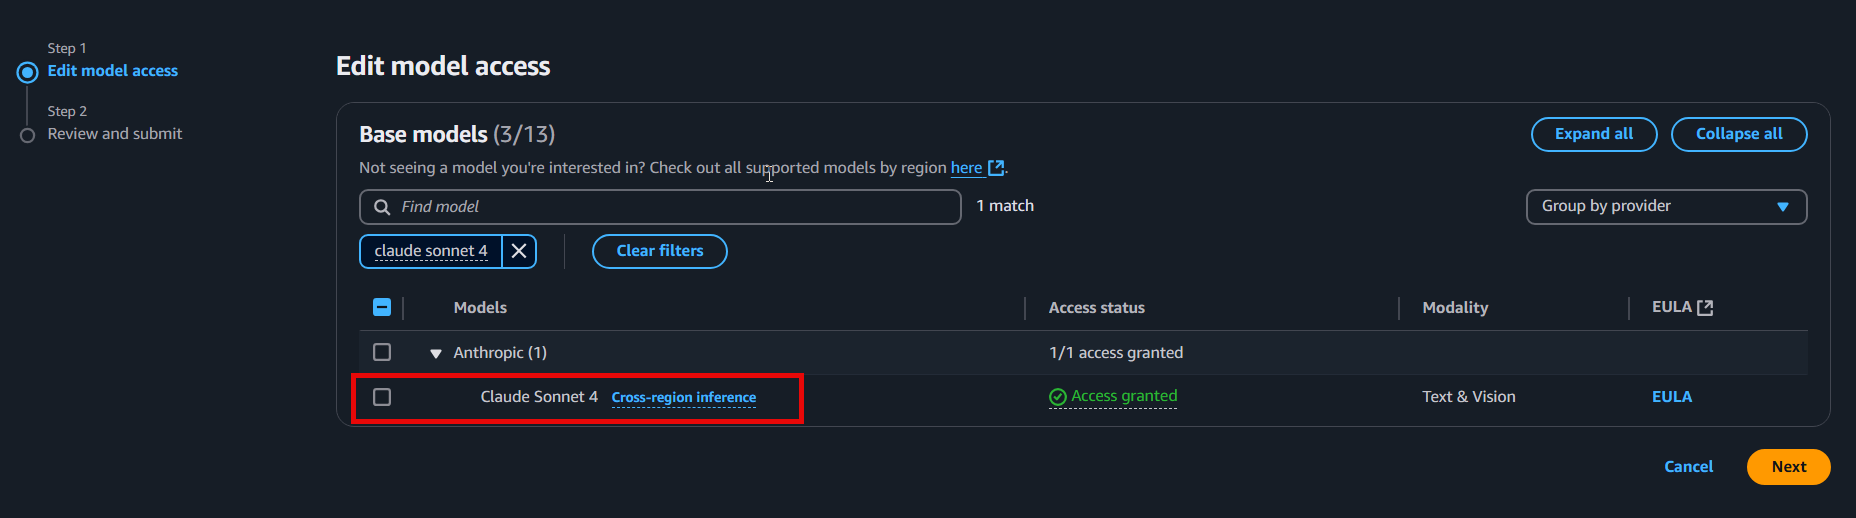 Step 1
Edit model access
Step 2
Review and submit
Edit model access
Base models (3/13)
Expand all
Collapse all
Not seeing a model you're interested in? Check out all supported models by region here.
Find model
1 match
Group by provider
claude sonnet 4
Clear filters
Models Access status Modality EULA
Anthropic (1) 1/1 access granted
Claude Sonnet 4 Cross-region inference Access granted Text & Vision EULA
Cancel
Next